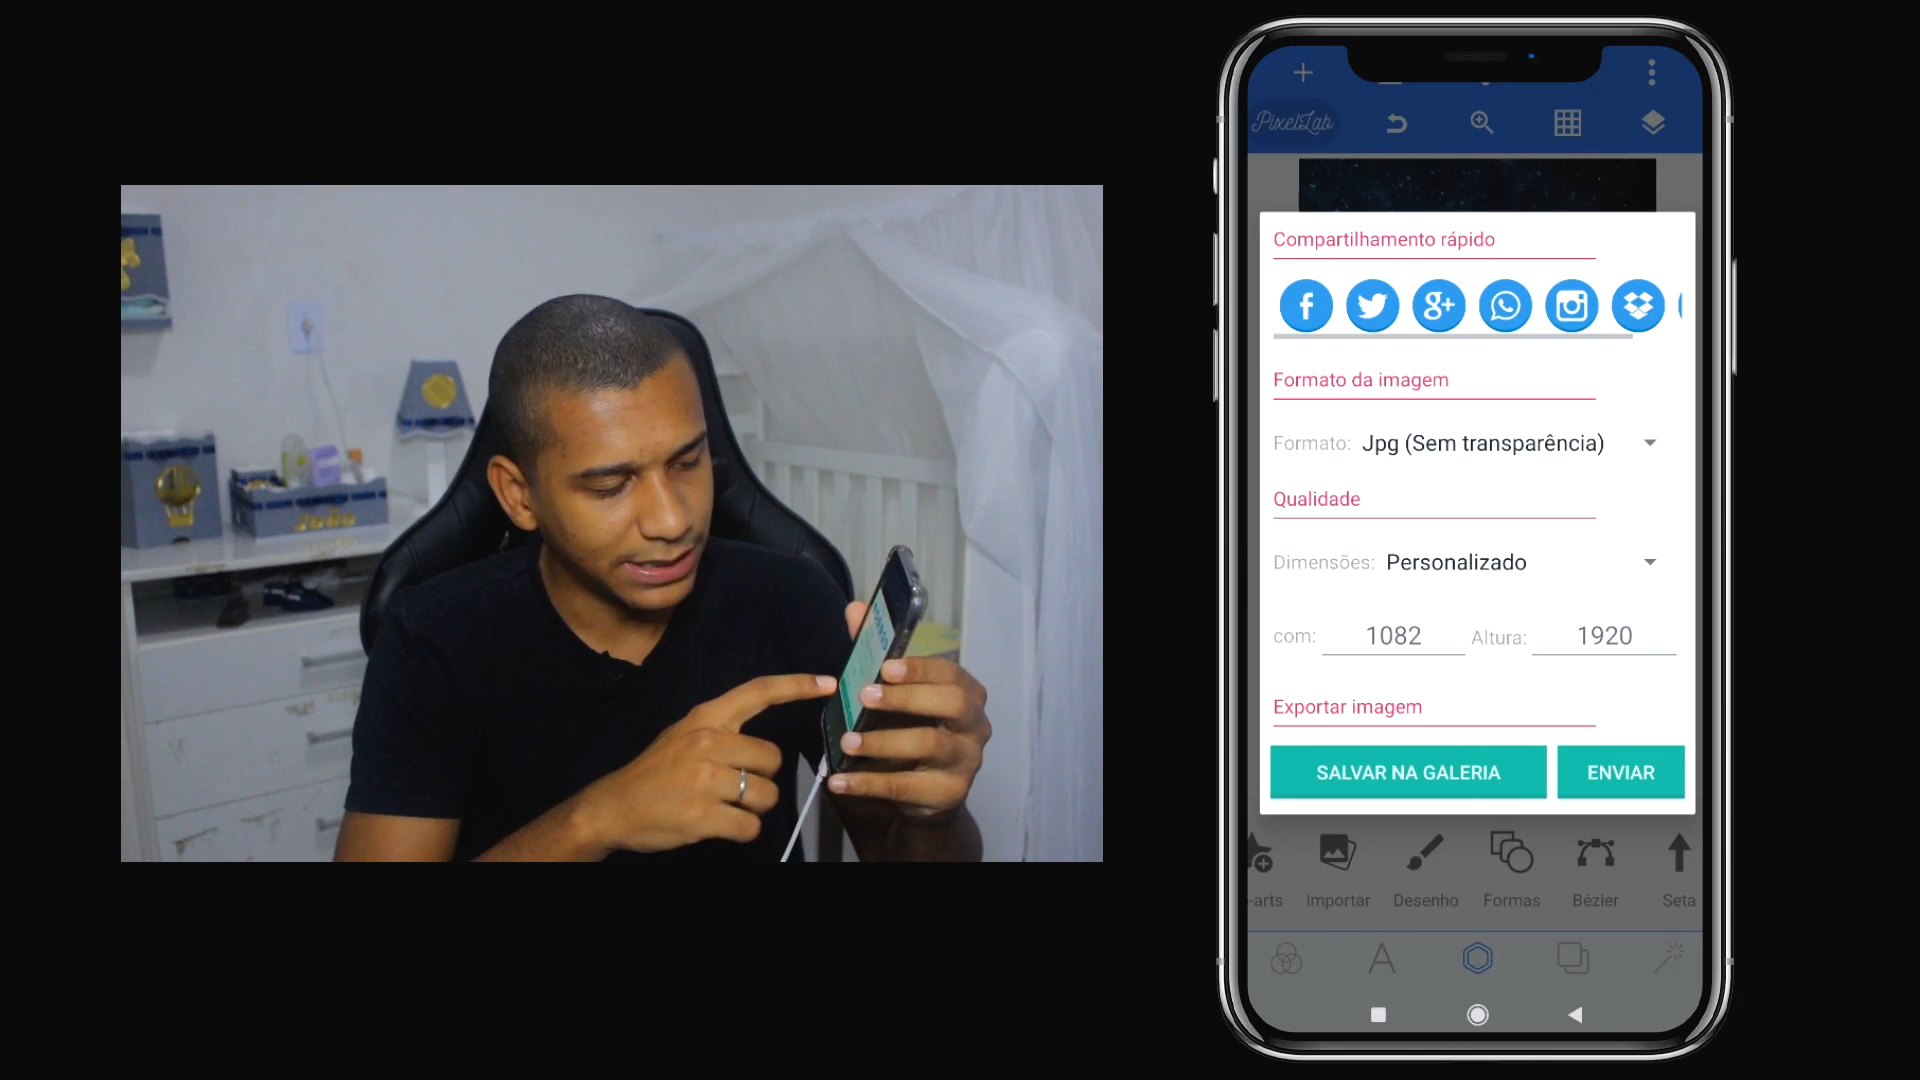 João
PixelLab
Compartilhamento rápido
Formato da imagem
Formato: Jpg (Sem transparência)
Qualidade
Dimensões: Personalizado
com: 1082 Altura: 1920
Exportar imagem
SALVAR NA GALERIA ENVIAR
-arts Importar Desenho Formas Bézier Seta